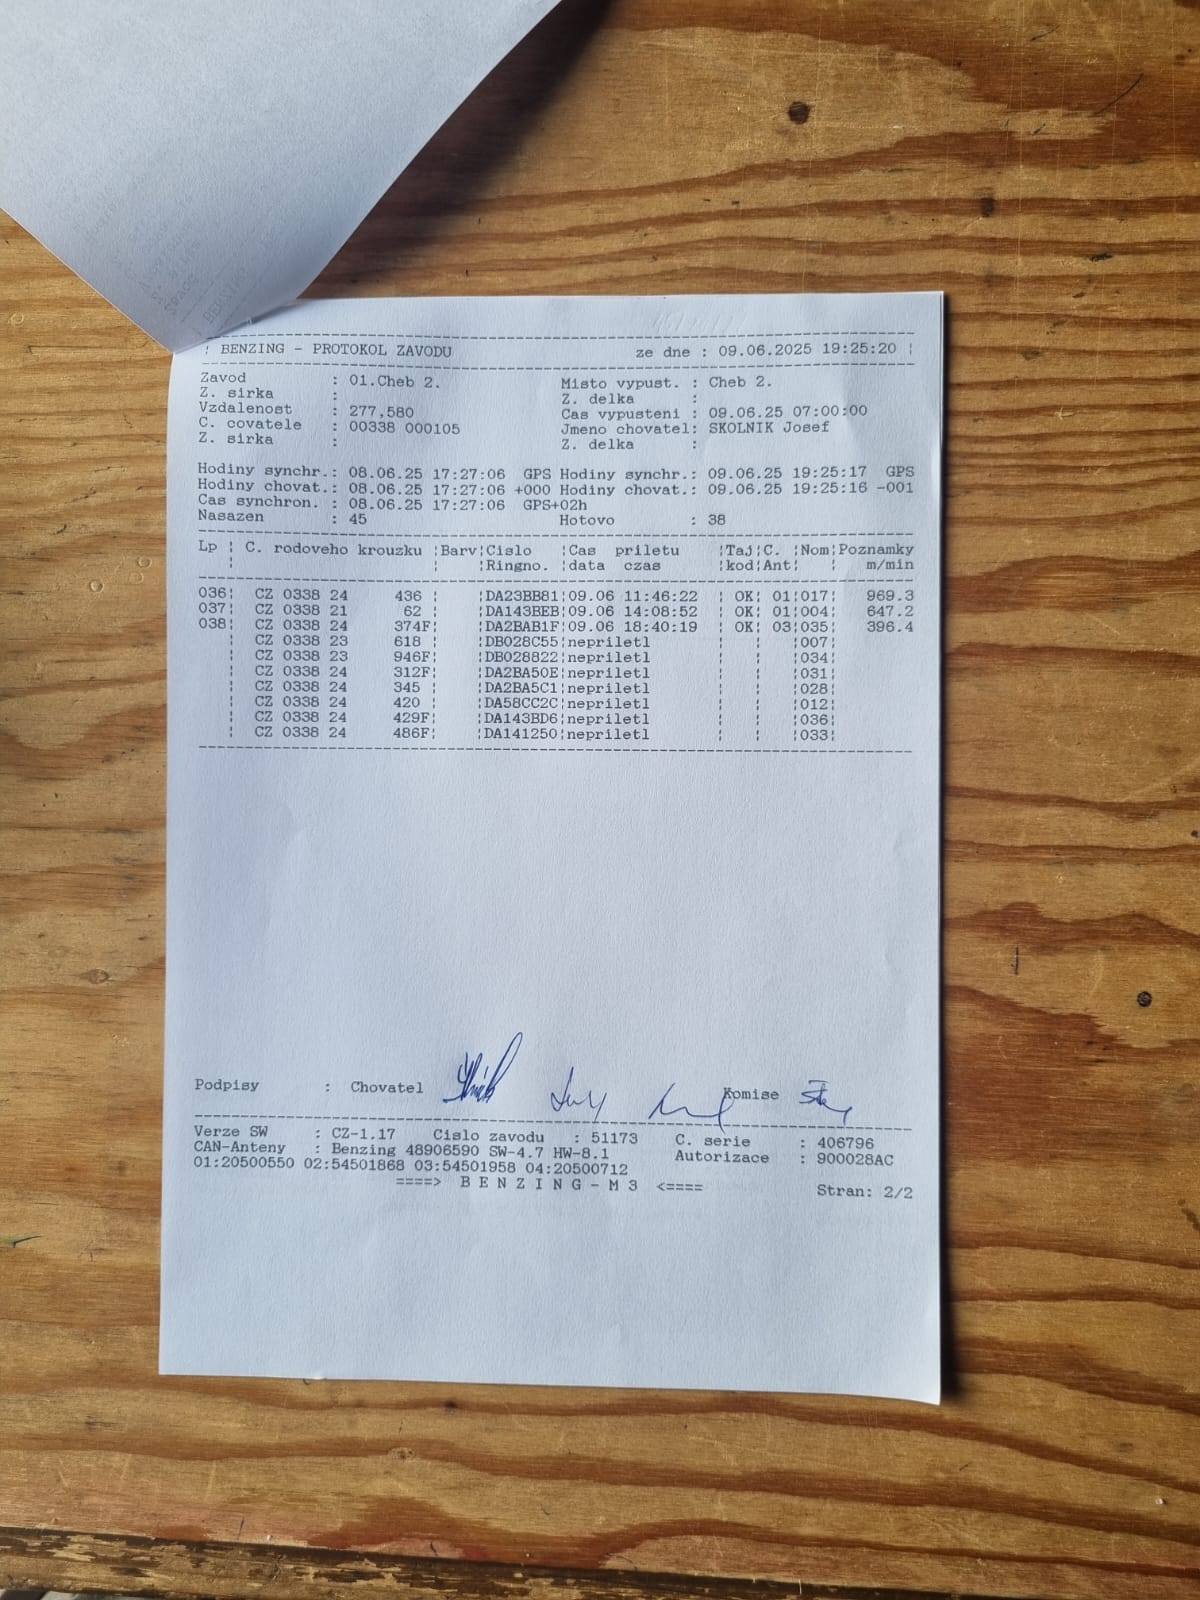 BENZING - PROTOKOL ZAVODU ze dne : 09.06.2025 19:25:20
Zavod : 01.Cheb 2. Misto vypust. : Cheb 2.
Z. sirka : Z. delka :
Vzdalenost : 277,580 Cas vypusteni : 09.06.25 07:00:00
C. covatele : 00338 000105 Jmeno chovatel: SKOLNIK Josef
Z. sirka : Z. delka :
Hodiny synchr.: 08.06.25 17:27:06 GPS Hodiny synchr.: 09.06.25 19:25:17 GPS
Hodiny chovat.: 08.06.25 17:27:06 +000 Hodiny chovat.: 09.06.25 19:25:16 -001
Cas synchron. : 08.06.25 17:27:06 GPS+02h
Nasazen : 45 Hotovo : 38
Lp ¦ C. rodoveho krouzku ¦Barv¦Cislo ¦Cas priletu ¦Taj¦C. ¦Nom¦Poznamky
¦ ¦ ¦Ringno. ¦data czas ¦kod¦Ant¦ ¦ m/min
036¦ CZ 0338 24 436 ¦ ¦DA23BB81¦09.06 11:46:22 ¦ OK¦ 01¦017¦ 969.3
037¦ CZ 0338 21 62 ¦ ¦DA143BEB¦09.06 14:08:52 ¦ OK¦ 01¦004¦ 647.2
038¦ CZ 0338 24 374F¦ ¦DA2BAB1F¦09.06 18:40:19 ¦ OK¦ 03¦035¦ 396.4
¦ CZ 0338 23 618 ¦ ¦DB028C55¦nepriletl ¦ ¦ ¦007¦
¦ CZ 0338 23 946F¦ ¦DB028822¦nepriletl ¦ ¦ ¦034¦
¦ CZ 0338 24 312F¦ ¦DA2BA50E¦nepriletl ¦ ¦ ¦031¦
¦ CZ 0338 24 345 ¦ ¦DA2BA5C1¦nepriletl ¦ ¦ ¦028¦
¦ CZ 0338 24 420 ¦ ¦DA58CC2C¦nepriletl ¦ ¦ ¦012¦
¦ CZ 0338 24 429F¦ ¦DA143BD6¦nepriletl ¦ ¦ ¦036¦
¦ CZ 0338 24 486F¦ ¦DA141250¦nepriletl ¦ ¦ ¦033¦
Podpisy : Chovatel Komise
Verze SW : CZ-1.17 Cislo zavodu : 51173 C. serie : 406796
CAN-Anteny : Benzing 48906590 SW-4.7 HW-8.1 Autorizace : 900028AC
01:20500550 02:54501868 03:54501958 04:20500712
====> B E N Z I N G - M 3 <==== Stran: 2/2